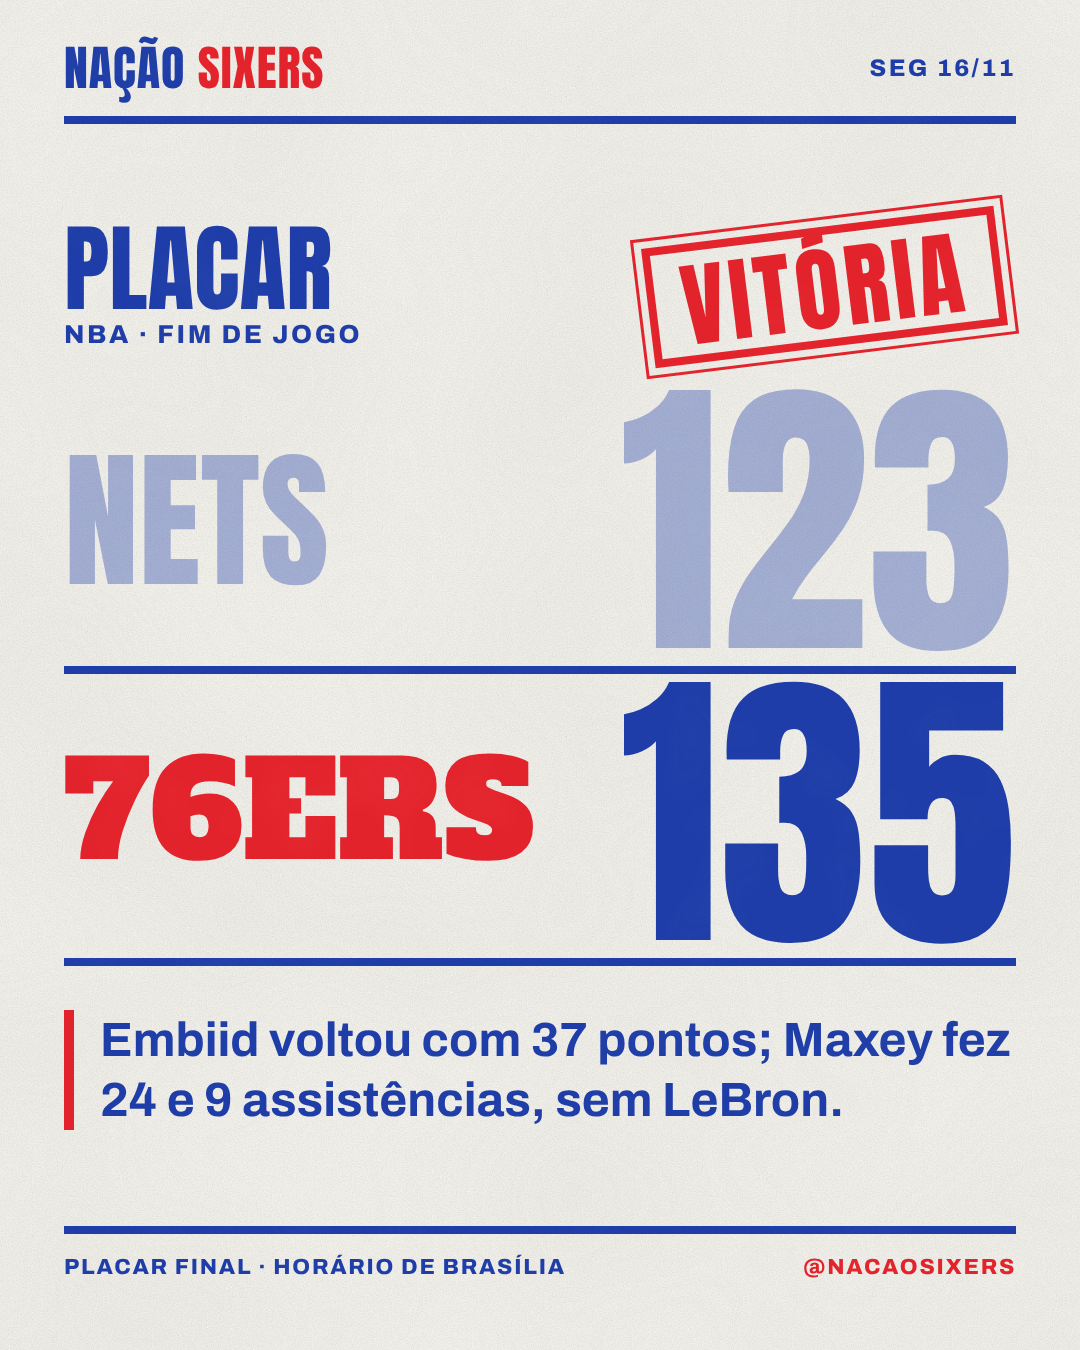 NAÇÃO SIXERS
SEG 16/11
PLACAR
NBA · FIM DE JOGO
VITÓRIA
NETS
123
76ERS
135
Embiid voltou com 37 pontos; Maxey fez
24 e 9 assistências, sem LeBron.
PLACAR FINAL · HORÁRIO DE BRASÍLIA
@NACAOSIXERS